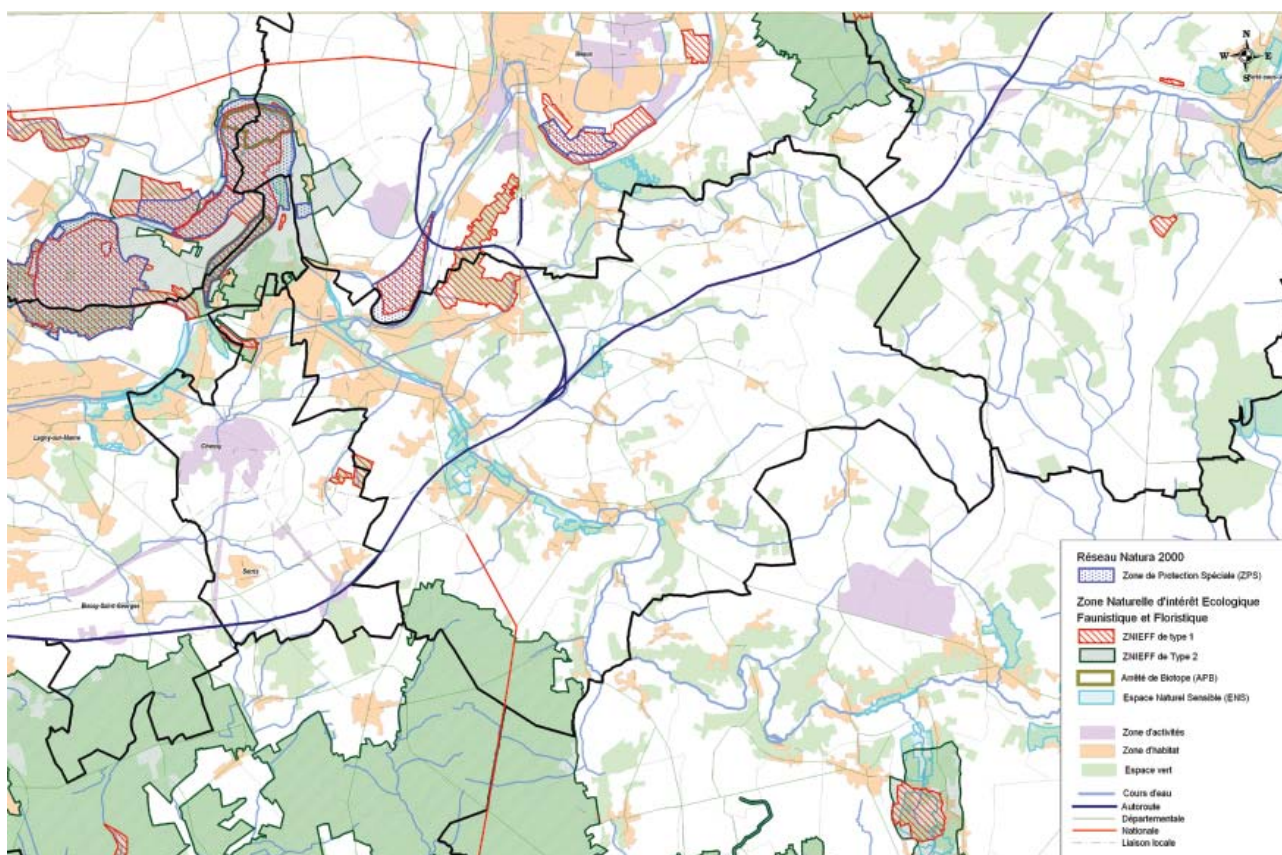 Meaux
N
W E
S
Lagny-sur-Marne
Chessy
Serris
Bussy-Saint-Georges
Réseau Natura 2000
Zone de Protection Spéciale (ZPS)
Zone Naturelle d'intérêt Ecologique
Faunistique et Floristique
ZNIEFF de type 1
ZNIEFF de Type 2
Arrêté de Biotope (APB)
Espace Naturel Sensible (ENS)
Zone d'activités
Zone d'habitat
Espace vert
Cours d'eau
Autoroute
Départementale
Nationale
Liaison locale